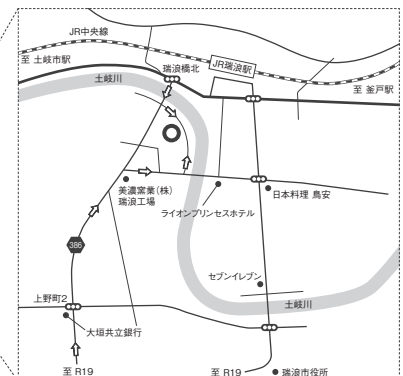 JR中央線
至 土岐市駅
瑞浪橋北
JR瑞浪駅
土岐川
至 釜戸駅
美濃窯業(株)
瑞浪工場
日本料理 鳥安
ライオンプリンセスホテル
386
セブンイレブン
上野町2
土岐川
大垣共立銀行
至 R19
至 R19
瑞浪市役所